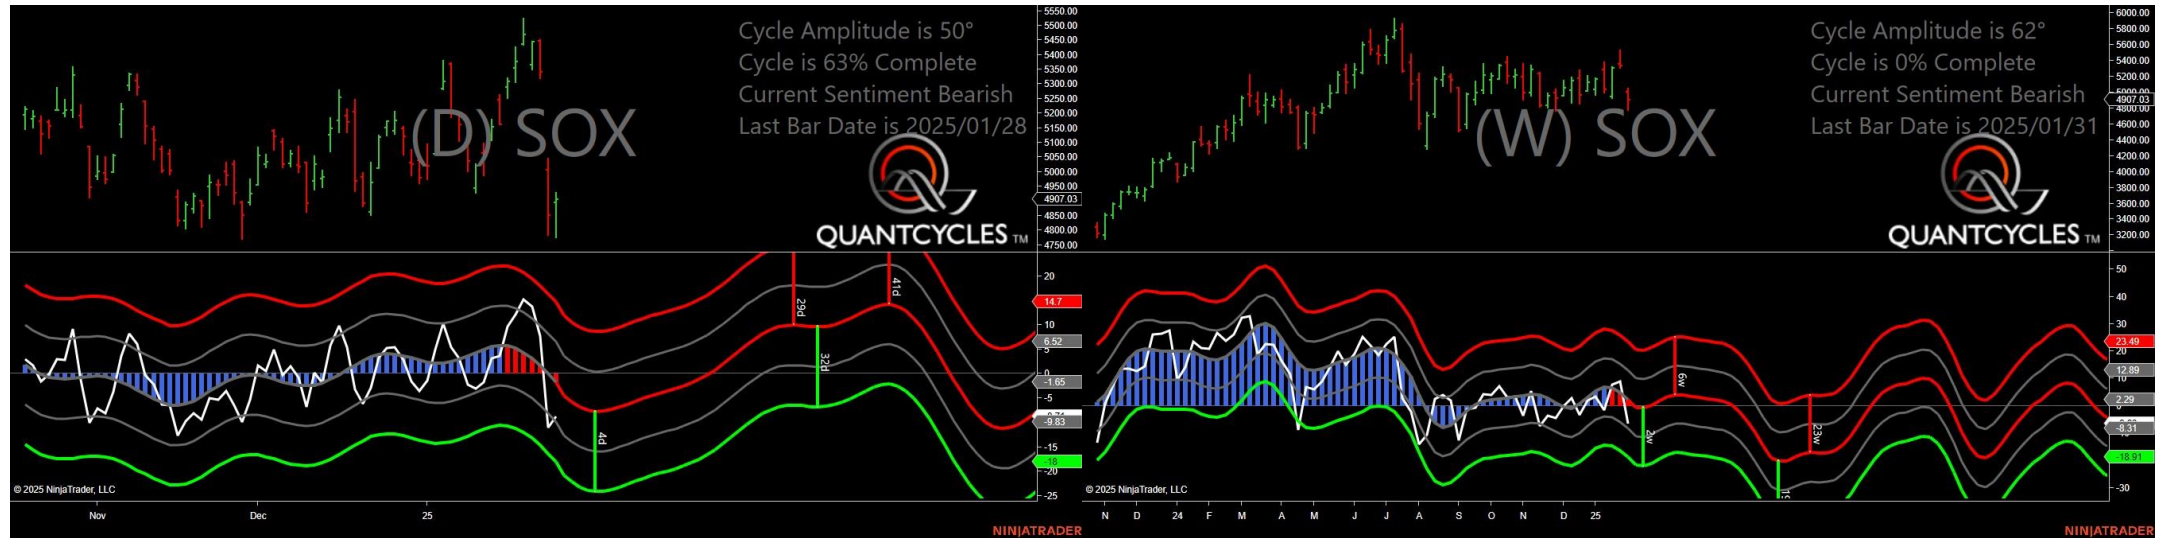 Cycle Amplitude is 50°
Cycle is 63% Complete
Current Sentiment Bearish
Last Bar Date is 2025/01/28
(D) SOX
QUANTCYCLES TM
5550.00
5500.00
5450.00
5400.00
5350.00
5300.00
5250.00
5200.00
5150.00
5100.00
5050.00
5000.00
4950.00
4907.03
4850.00
4800.00
4750.00
29d
41d
32d
4d
20
14.7
10
6.52
5
0
-1.65
-5
-9.83
-15
-18
-20
-25
© 2025 NinjaTrader, LLC
Nov
Dec
25
NINJATRADER
Cycle Amplitude is 62°
Cycle is 0% Complete
Current Sentiment Bearish
Last Bar Date is 2025/01/31
(W) SOX
QUANTCYCLES TM
6000.00
5800.00
5600.00
5400.00
5200.00
5000.00
4907.03
4800.00
4600.00
4400.00
4200.00
4000.00
3800.00
3600.00
3400.00
3200.00
6w
2w
23w
50
40
30
23.49
20
12.89
10
2.29
-8.31
-18.91
-30
© 2025 NinjaTrader, LLC
N D 24 F M A M J J A S O N D 25
NINJATRADER